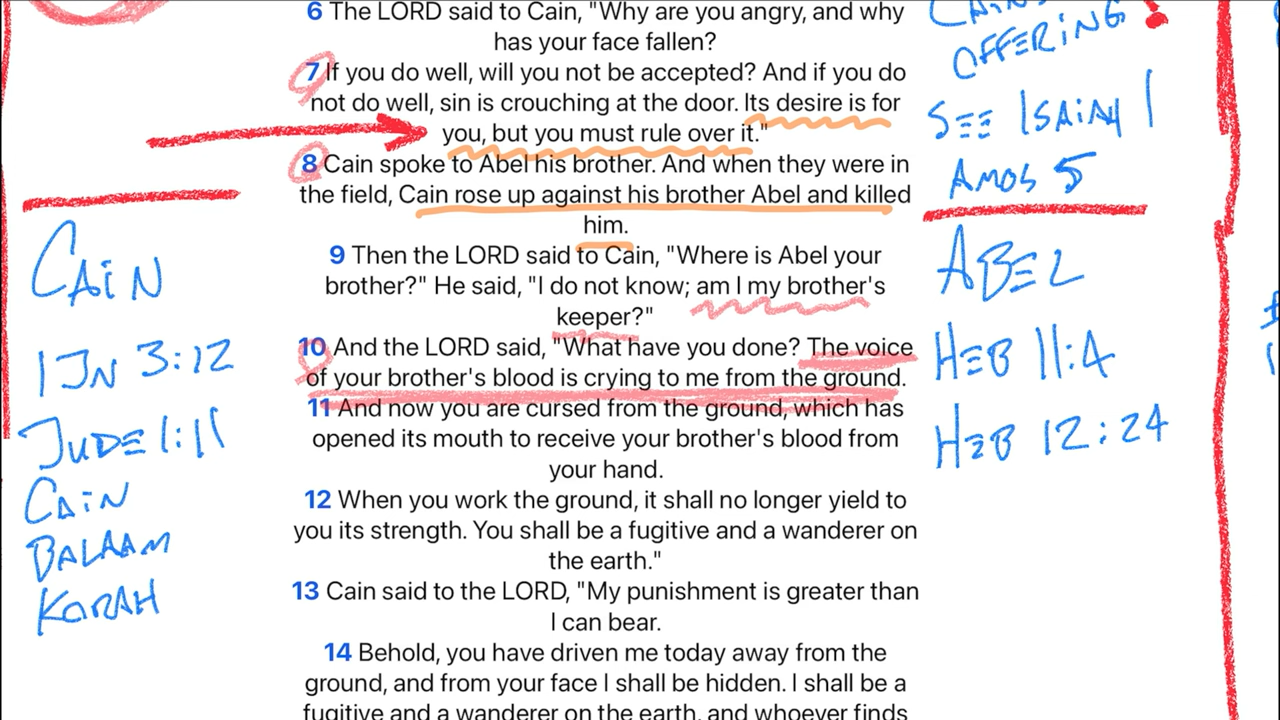 6 The LORD said to Cain, "Why are you angry, and why
has your face fallen?
7 If you do well, will you not be accepted? And if you do
not do well, sin is crouching at the door. Its desire is for
you, but you must rule over it."
8 Cain spoke to Abel his brother. And when they were in
the field, Cain rose up against his brother Abel and killed
him.
9 Then the LORD said to Cain, "Where is Abel your
brother?" He said, "I do not know; am I my brother's
keeper?"
10 And the LORD said, "What have you done? The voice
of your brother's blood is crying to me from the ground.
11 And now you are cursed from the ground, which has
opened its mouth to receive your brother's blood from
your hand.
12 When you work the ground, it shall no longer yield to
you its strength. You shall be a fugitive and a wanderer on
the earth."
13 Cain said to the LORD, "My punishment is greater than
I can bear.
14 Behold, you have driven me today away from the
ground, and from your face I shall be hidden. I shall be a
fugitive and a wanderer on the earth, and whoever finds
CAIN
1 JN 3:12
JUDE 1:11
CAIN
BALAAM
KORAH
OFFERING !
SEE ISAIAH 1
AMOS 5
ABEL
HEB 11:4
HEB 12:24